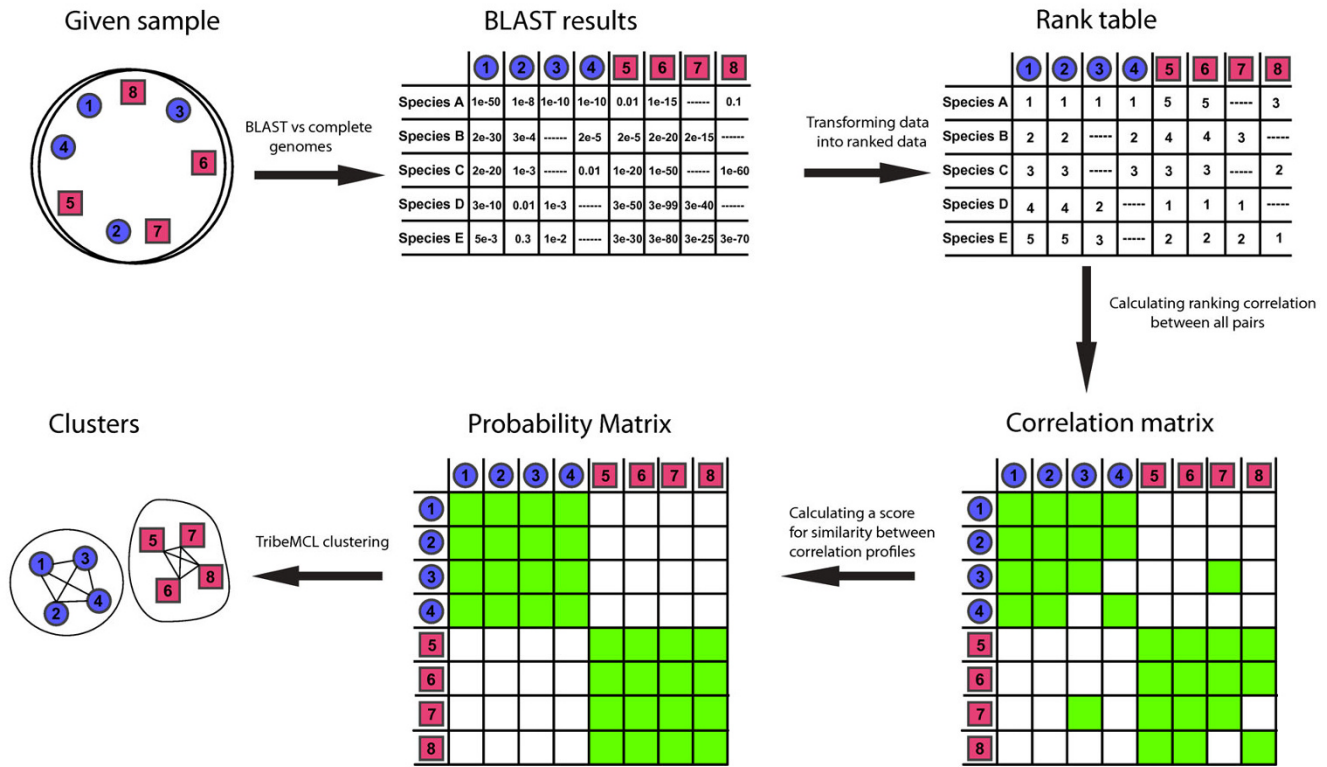 Given sample
BLAST results
Rank table
8
1
3
4
6
5
2
7
BLAST vs complete
genomes
1 2 3 4 5 6 7 8
Species A 1e-50 1e-8 1e-10 1e-10 0.01 1e-15 ------ 0.1
Species B 2e-30 3e-4 ------ 2e-5 2e-5 2e-20 2e-15 ------
Species C 2e-20 1e-3 ------ 0.01 1e-20 1e-50 ------ 1e-60
Species D 3e-10 0.01 1e-3 ------ 3e-50 3e-99 3e-40 ------
Species E 5e-3 0.3 1e-2 ------ 3e-30 3e-80 3e-25 3e-70
Transforming data
into ranked data
1 2 3 4 5 6 7 8
Species A 1 1 1 1 5 5 ----- 3
Species B 2 2 ----- 2 4 4 3 -----
Species C 3 3 ----- 3 3 3 ----- 2
Species D 4 4 2 ----- 1 1 1 -----
Species E 5 5 3 ----- 2 2 2 1
Calculating ranking correlation
between all pairs
Clusters
Probability Matrix
Correlation matrix
5 7
1 3
6 8
2 4
TribeMCL clustering
1 2 3 4 5 6 7 8
1
2
3
4
5
6
7
8
Calculating a score
for similarity between
correlation profiles
1 2 3 4 5 6 7 8
1
2
3
4
5
6
7
8